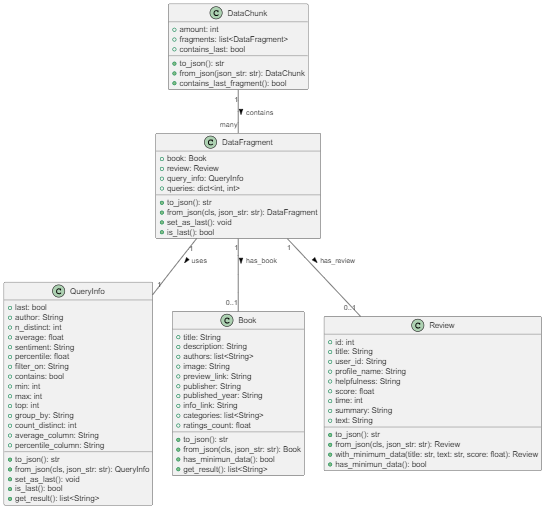 C DataChunk
amount: int
fragments: list<DataFragment>
contains_last: bool
to_json(): str
from_json(json_str: str): DataChunk
contains_last_fragment(): bool
1
contains
many
C DataFragment
book: Book
review: Review
query_info: QueryInfo
queries: dict<int, int>
to_json(): str
from_json(cls, json_str: str): DataFragment
set_as_last(): void
is_last(): bool
1
uses
1
1
has_book
0..1
1
has_review
0..1
C QueryInfo
last: bool
author: String
n_distinct: int
average: float
sentiment: String
percentile: float
filter_on: String
contains: bool
min: int
max: int
top: int
group_by: String
count_distinct: int
average_column: String
percentile_column: String
to_json(): str
from_json(cls, json_str: str): QueryInfo
set_as_last(): void
is_last(): bool
get_result(): list<String>
C Book
title: String
description: String
authors: list<String>
image: String
preview_link: String
publisher: String
published_year: String
info_link: String
categories: list<String>
ratings_count: float
to_json(): str
from_json(cls, json_str: str): Book
has_minimun_data(): bool
get_result(): list<String>
C Review
id: int
title: String
user_id: String
profile_name: String
helpfulness: String
score: float
time: int
summary: String
text: String
to_json(): str
from_json(cls, json_str: str): Review
with_minimum_data(title: str, text: str, score: float): Review
has_minimun_data(): bool